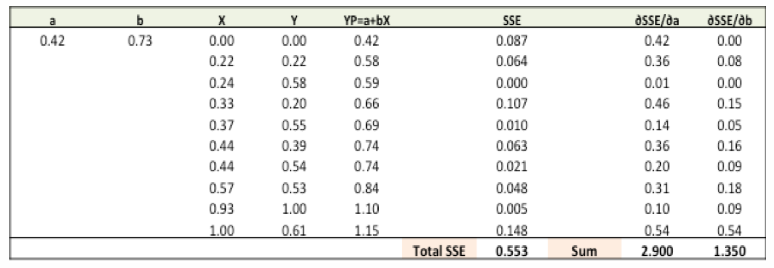 a b X Y YP=a+bX SSE ∂SSE/∂a ∂SSE/∂b
0.42 0.73 0.00 0.00 0.42 0.087 0.42 0.00
0.22 0.22 0.58 0.064 0.36 0.08
0.24 0.58 0.59 0.000 0.01 0.00
0.33 0.20 0.66 0.107 0.46 0.15
0.37 0.55 0.69 0.010 0.14 0.05
0.44 0.39 0.74 0.063 0.36 0.16
0.44 0.54 0.74 0.021 0.20 0.09
0.57 0.53 0.84 0.048 0.31 0.18
0.93 1.00 1.10 0.005 0.10 0.09
1.00 0.61 1.15 0.148 0.54 0.54
Total SSE 0.553 Sum 2.900 1.350